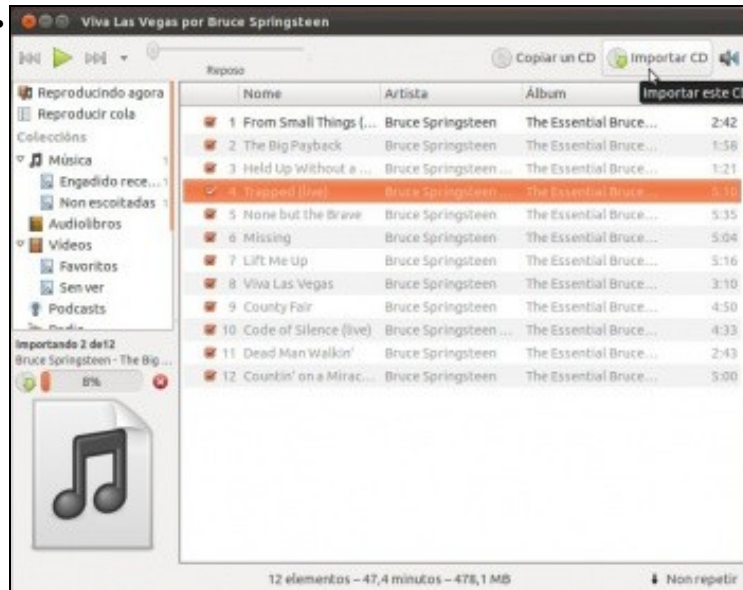 Viva Las Vegas por Bruce Springsteen
Reposo
Copiar un CD
Importar CD
Importar este CD
Reproducindo agora
Reproducir cola
Coleccións
Música
Engadido rece...
Non escoitadas
Audiolibros
Vídeos
Favoritos
Sen ver
Podcasts
Importando 2 de12
Bruce Springsteen - The Big ...
8%
Nome Artista Álbum
1 From Small Things (... Bruce Springsteen The Essential Bruce... 2:42
2 The Big Payback Bruce Springsteen The Essential Bruce... 1:58
3 Held Up Without a ... Bruce Springsteen ... The Essential Bruce... 1:21
4 Trapped (live) Bruce Springsteen ... The Essential Bruce... 5:10
5 None but the Brave Bruce Springsteen The Essential Bruce... 5:35
6 Missing Bruce Springsteen The Essential Bruce... 5:04
7 Lift Me Up Bruce Springsteen The Essential Bruce... 5:16
8 Viva Las Vegas Bruce Springsteen The Essential Bruce... 3:10
9 County Fair Bruce Springsteen The Essential Bruce... 4:50
10 Code of Silence (live) Bruce Springsteen ... The Essential Bruce... 4:33
11 Dead Man Walkin' Bruce Springsteen The Essential Bruce... 2:43
12 Countin' on a Mirac... Bruce Springsteen The Essential Bruce... 5:00
12 elementos – 47,4 minutos – 478,1 MB
Non repetir